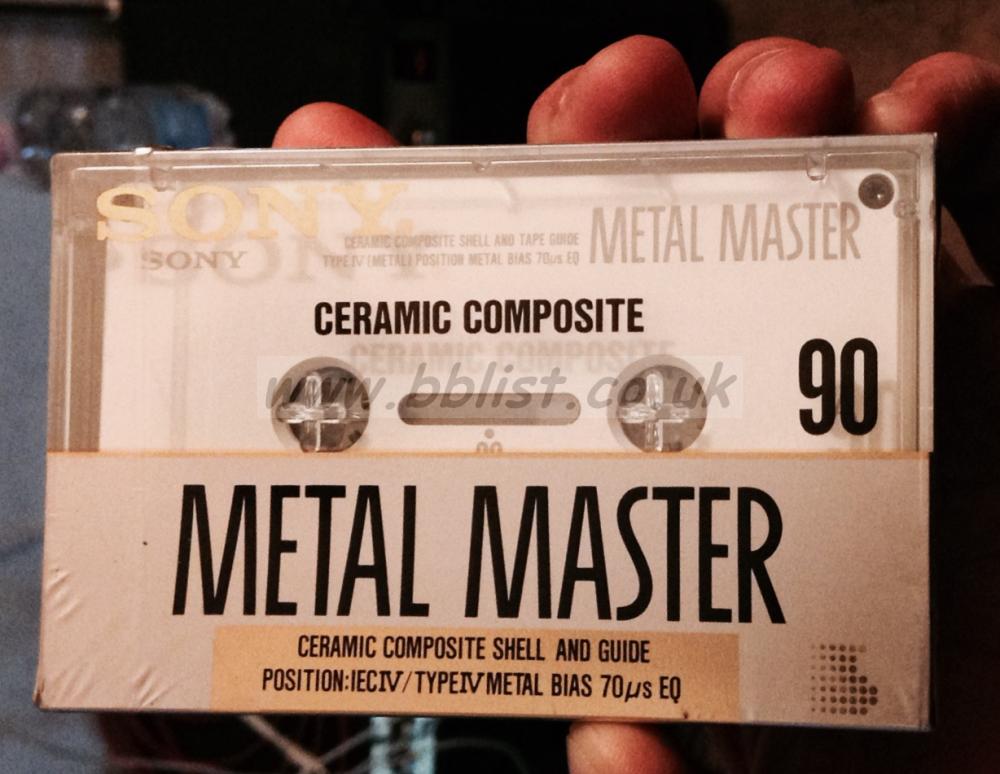 SONY
SONY
CERAMIC COMPOSITE SHELL AND TAPE GUIDE
TYPE IV (METAL) POSITION METAL BIAS 70μs EQ
METAL MASTER
CERAMIC COMPOSITE
CERAMIC COMPOSITE
www.bblist.co.uk
90
METAL MASTER
CERAMIC COMPOSITE SHELL AND GUIDE
POSITION:IECIV/TYPEIV METAL BIAS 70μs EQ